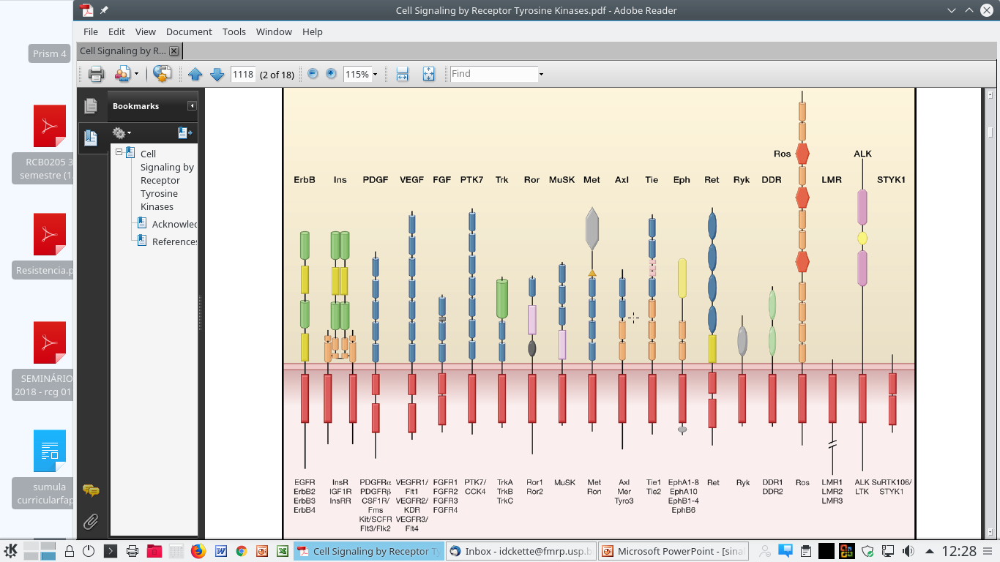 Cell Signaling by Receptor Tyrosine Kinases.pdf - Adobe Reader
Prism 4
File Edit View Document Tools Window Help
Cell Signaling by R...
1118 (2 of 18) 115% Find
Bookmarks
Cell
Signaling by
Receptor
Tyrosine
Kinases
Acknowlec
References
RCB0205 3
semestre (1.
Resistencia.p
SEMINÁRIO
2018 - rcg 01
sumula
curricularfap
Ros ALK
ErbB Ins PDGF VEGF FGF PTK7 Trk Ror MuSK Met Axl Tie Eph Ret Ryk DDR LMR STYK1
EGFR
ErbB2
ErbB3
ErbB4
InsR
IGF1R
InsRR
PDGFRα
PDGFRβ
CSF1R/
Fms
Kit/SCFR
Flt3/Flk2
VEGFR1/
Flt1
VEGFR2/
KDR
VEGFR3/
Flt4
FGFR1
FGFR2
FGFR3
FGFR4
PTK7/
CCK4
TrkA
TrkB
TrkC
Ror1
Ror2
MuSK
Met
Ron
Axl
Mer
Tyro3
Tie1
Tie2
EphA1-8
EphA10
EphB1-4
EphB6
Ret
Ryk
DDR1
DDR2
Ros
LMR1
LMR2
LMR3
ALK
LTK
SuRTK106/
STYK1
Cell Signaling by Receptor Ty
Inbox - idckette@fmrp.usp.b
Microsoft PowerPoint - [sina
12:28